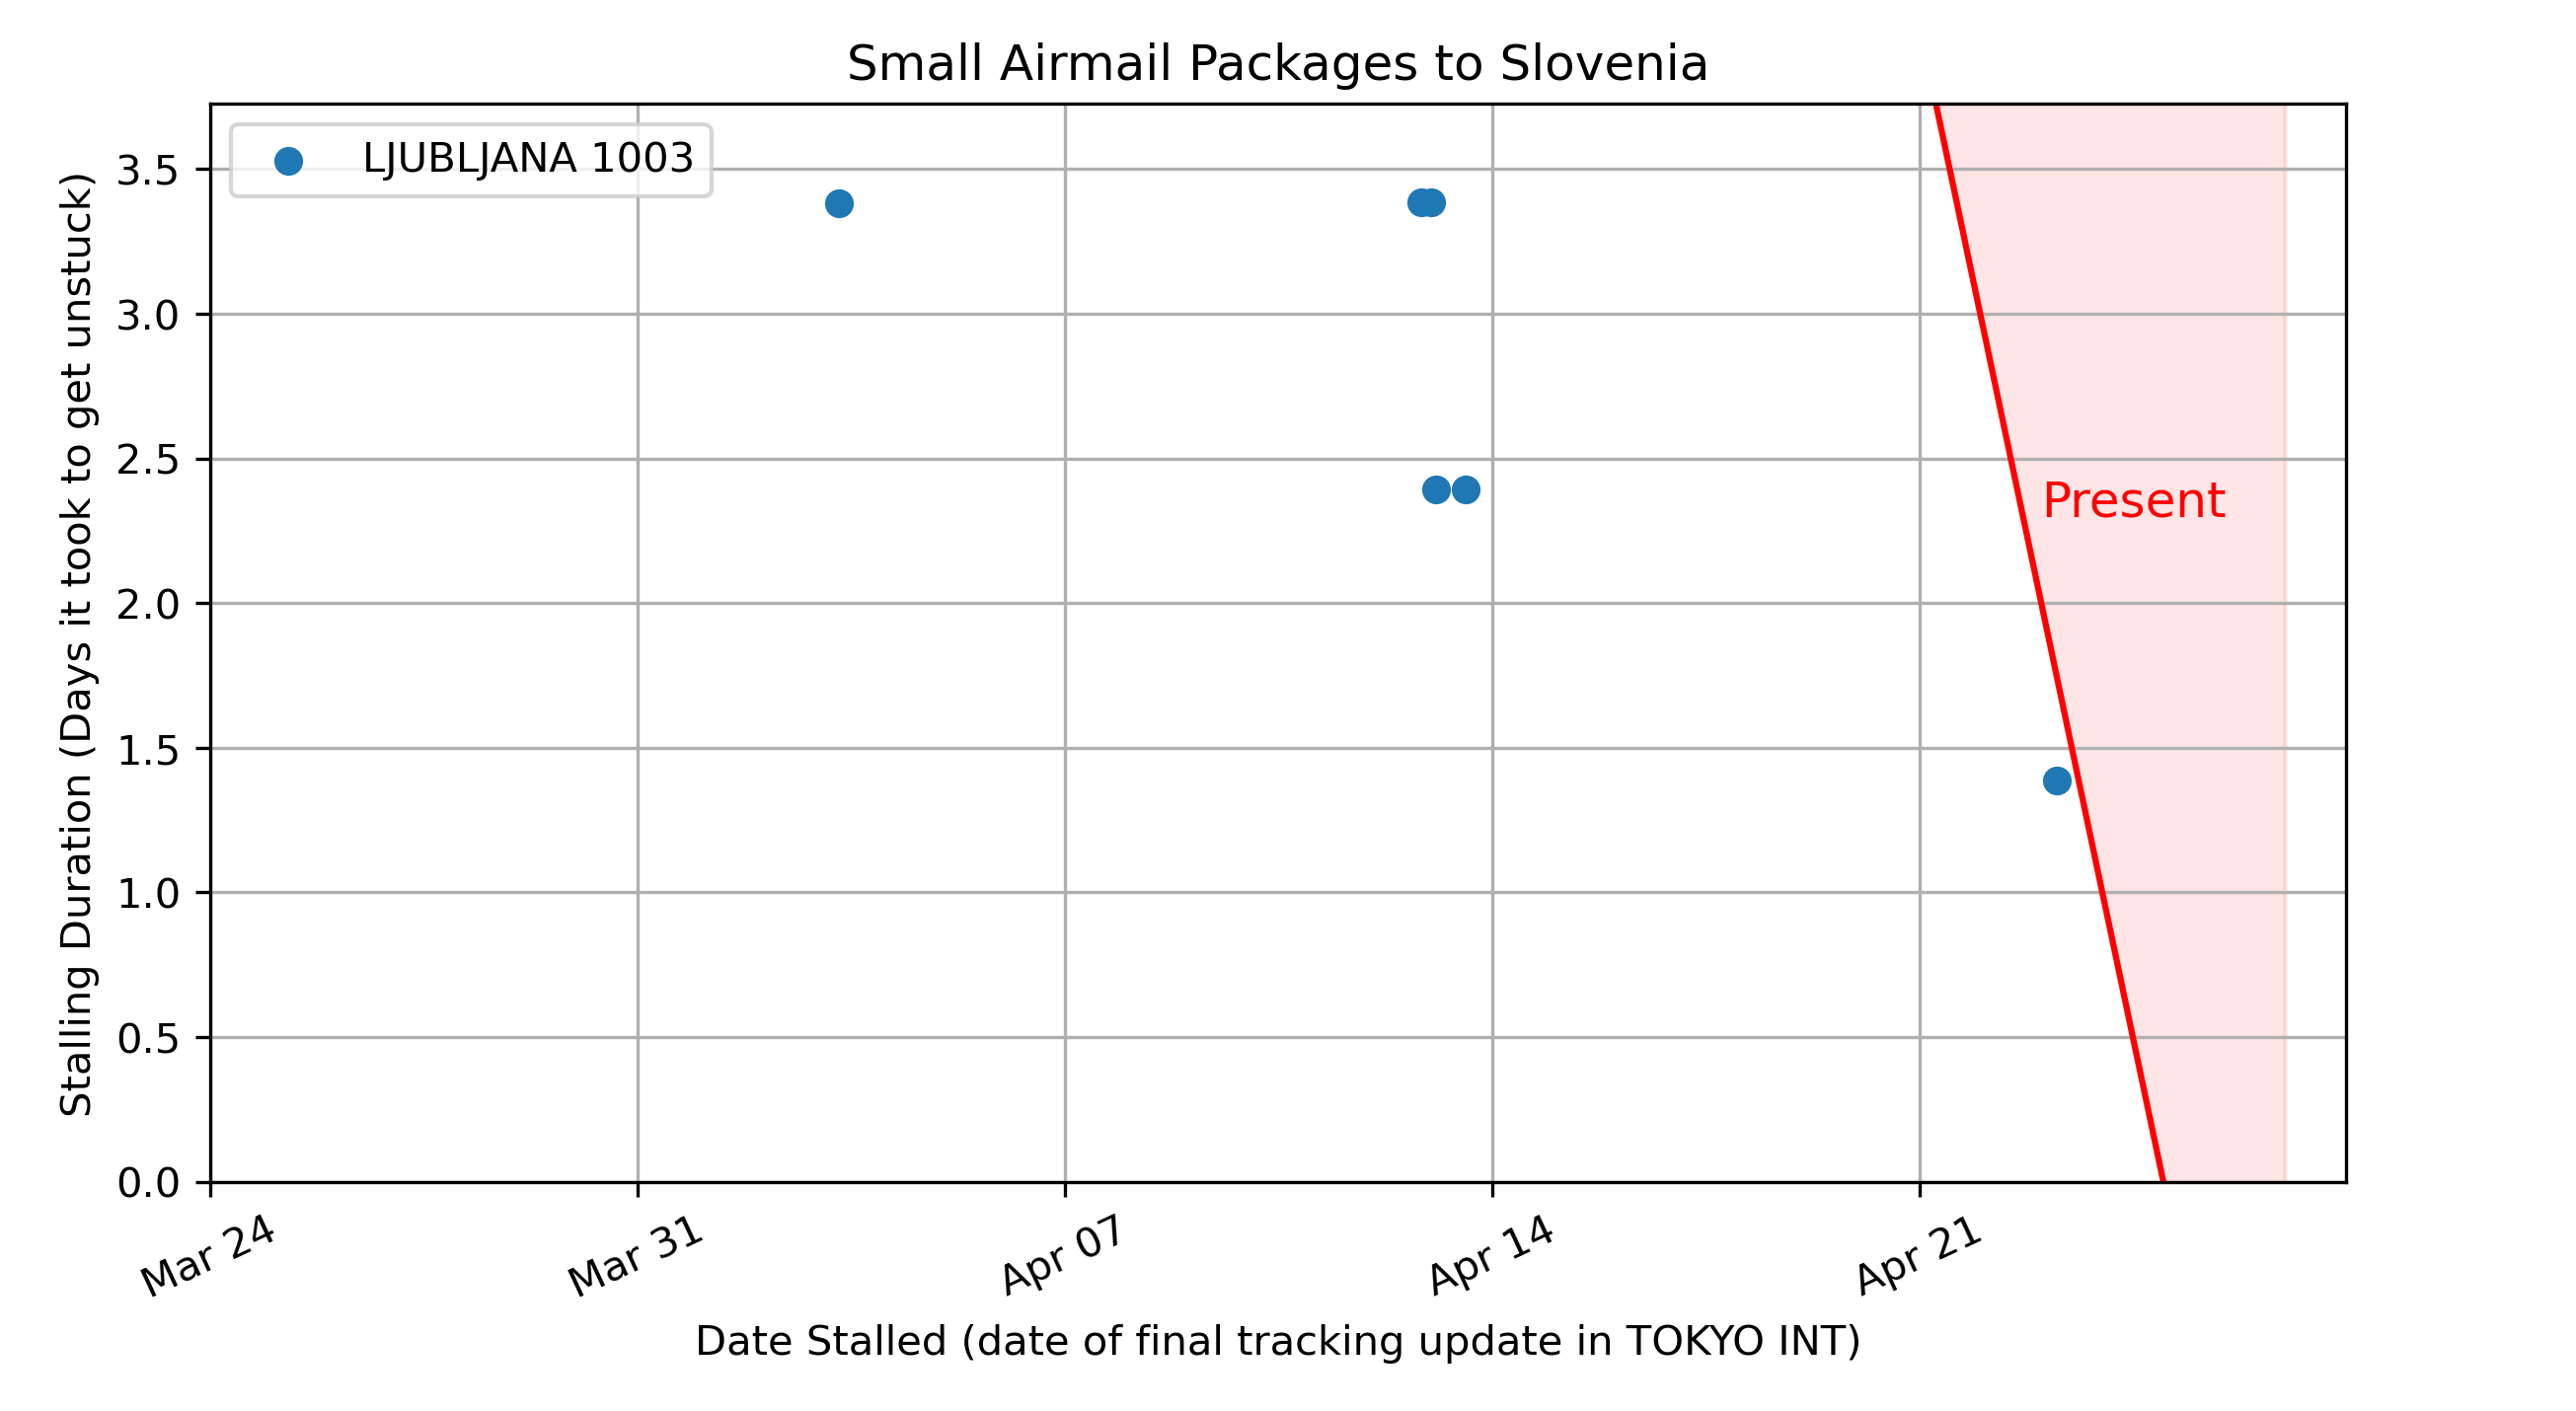 Small Airmail Packages to Slovenia
LJUBLJANA 1003
Stalling Duration (Days it took to get unstuck)
3.5
3.0
2.5
2.0
1.5
1.0
0.5
0.0
Present
Mar 24
Mar 31
Apr 07
Apr 14
Apr 21
Date Stalled (date of final tracking update in TOKYO INT)